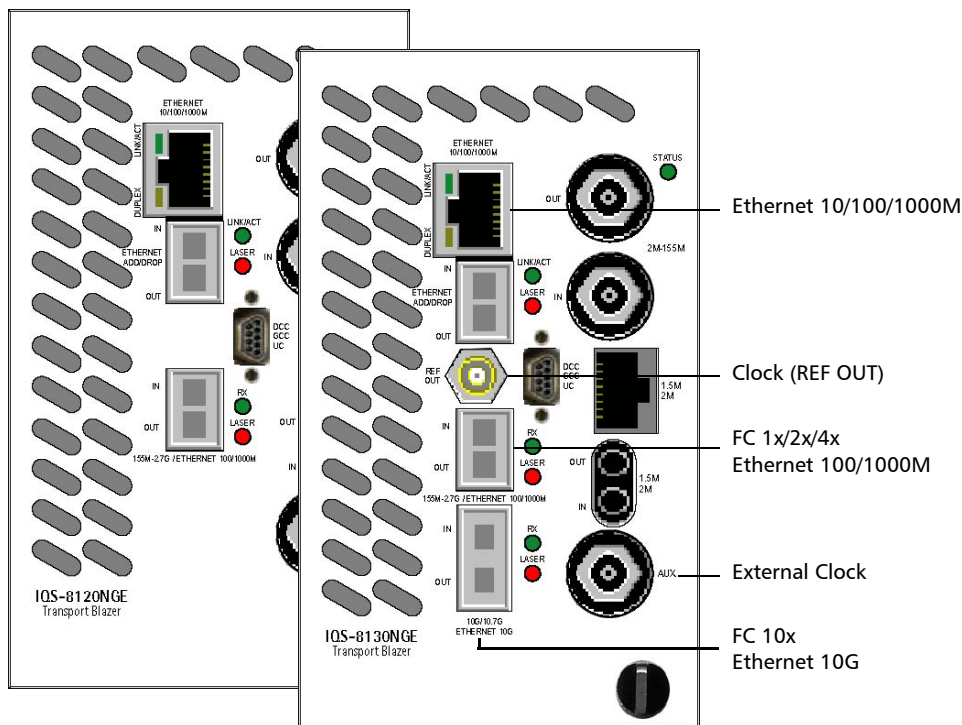 ETHERNET
10/100/1000M
LINK/ACT
DUPLEX
OUT
IN
ETHERNET
ADD/DROP
OUT
LINK/ACT
LASER
IN
DCC
GCC
UC
IN
OUT
RX
LASER
OUT
155M-2.7G /ETHERNET 100/1000M
IN
IQS-8120NGE
Transport Blazer
ETHERNET
10/100/1000M
LINK/ACT
DUPLEX
OUT
STATUS
2M-155M
IN
ETHERNET
ADD/DROP
OUT
LINK/ACT
LASER
IN
REF
OUT
DCC
GCC
UC
1.5M
2M
IN
OUT
RX
LASER
155M-2.7G /ETHERNET 100/1000M
OUT
IN
1.5M
2M
IN
OUT
RX
LASER
AUX
10G/10.7G
ETHERNET 10G
IQS-8130NGE
Transport Blazer
Ethernet 10/100/1000M
Clock (REF OUT)
FC 1x/2x/4x
Ethernet 100/1000M
External Clock
FC 10x
Ethernet 10G